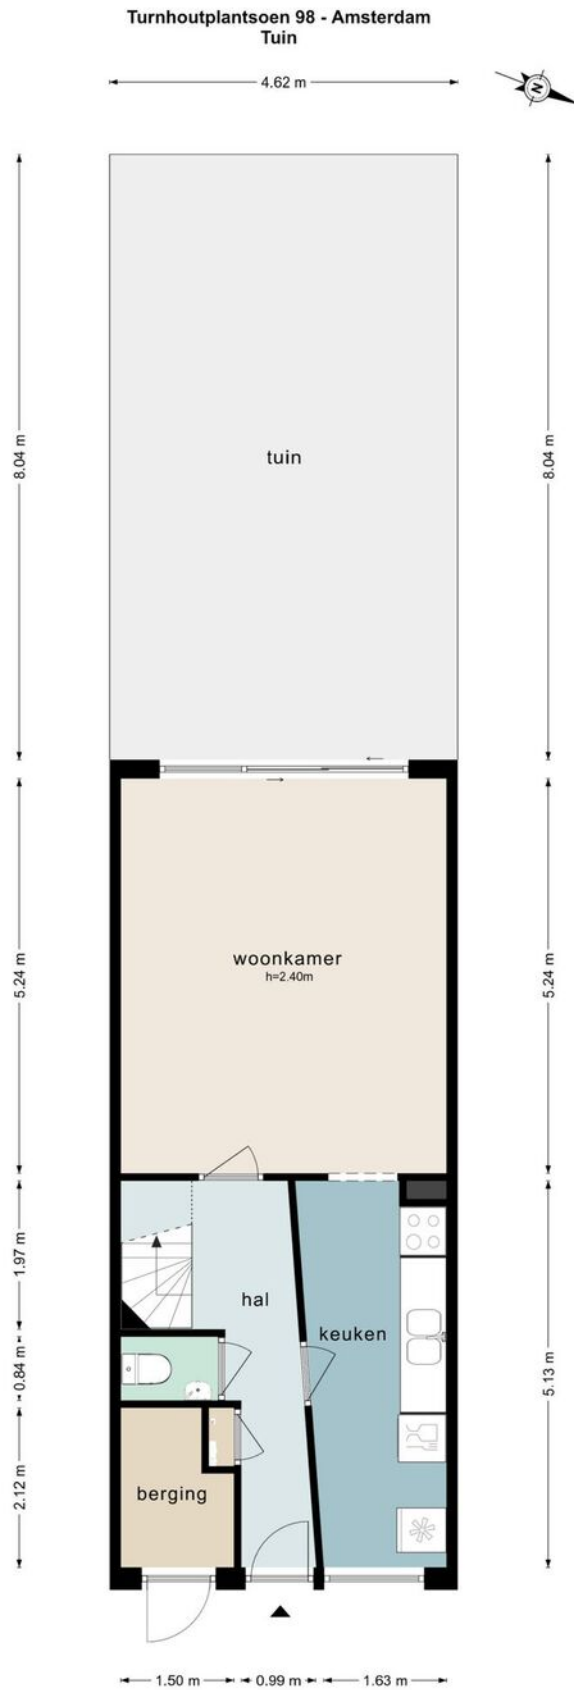 Turnhoutplantsoen 98 - Amsterdam
Tuin
4.62 m
N
8.04 m
8.04 m
tuin
5.24 m
woonkamer
h=2.40m
5.24 m
1.97 m
hal
keuken
0.84 m
5.13 m
2.12 m
berging
1.50 m
0.99 m
1.63 m